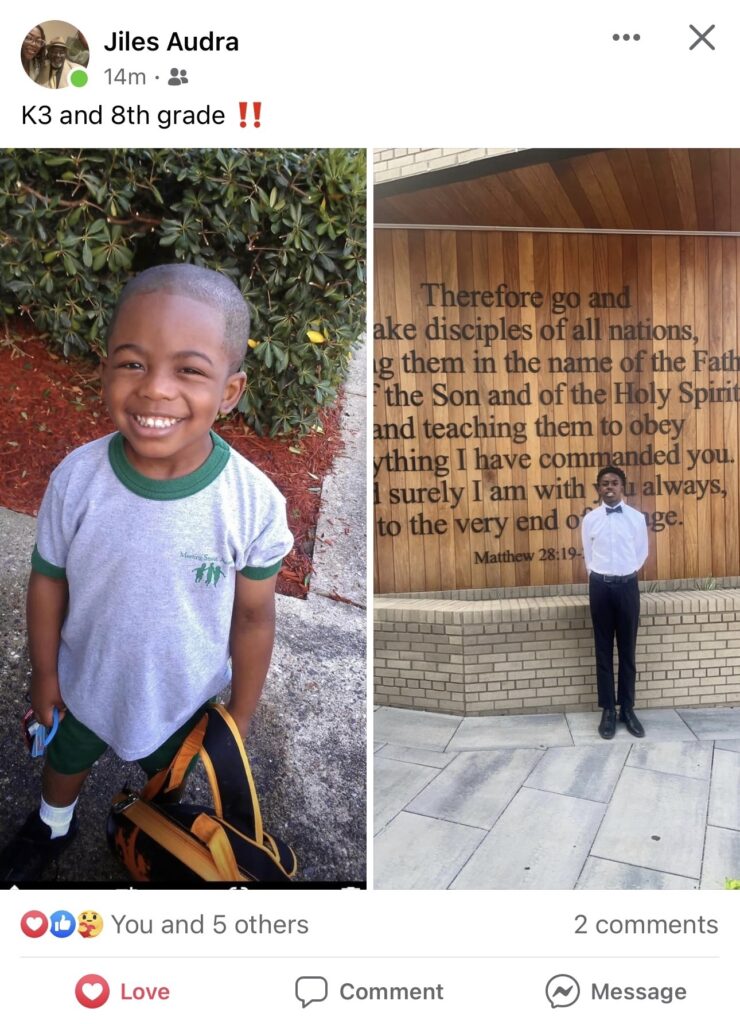 Jiles Audra
14m ·
K3 and 8th grade ‼️
Therefore go and
ake disciples of all nations,
g them in the name of the Fath
the Son and of the Holy Spirit
and teaching them to obey
ything I have commanded you.
surely I am with you always,
to the very end o ge.
Matthew 28:19-
You and 5 others
2 comments
Love
Comment
Message